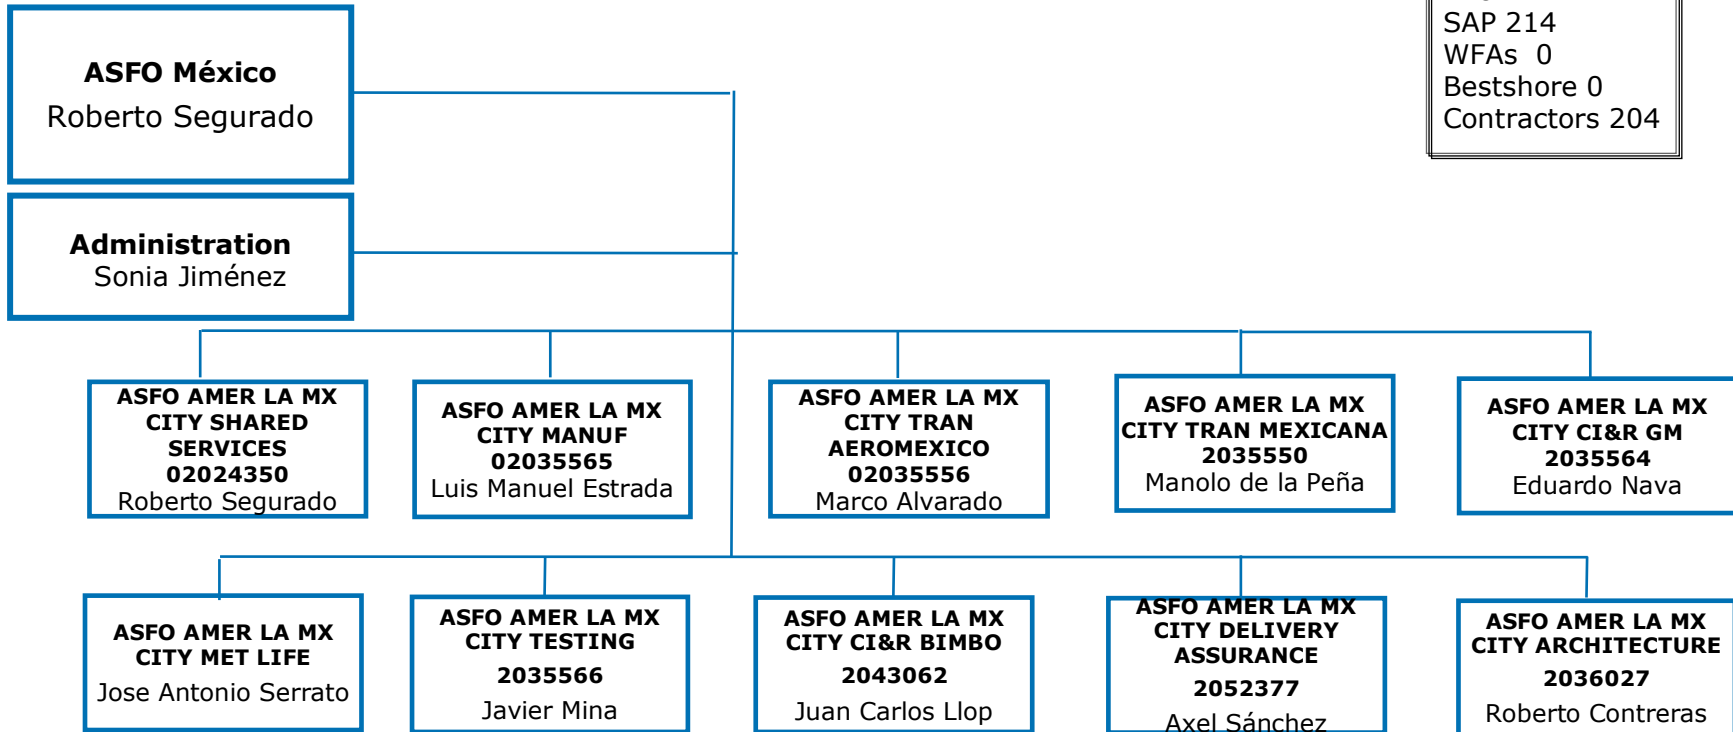 ASFO México
Roberto Segurado
SAP 214
WFAs 0
Bestshore 0
Contractors 204
Administration
Sonia Jiménez
ASFO AMER LA MX
CITY SHARED
SERVICES
02024350
Roberto Segurado
ASFO AMER LA MX
CITY MANUF
02035565
Luis Manuel Estrada
ASFO AMER LA MX
CITY TRAN
AEROMEXICO
02035556
Marco Alvarado
ASFO AMER LA MX
CITY TRAN MEXICANA
2035550
Manolo de la Peña
ASFO AMER LA MX
CITY CI&R GM
2035564
Eduardo Nava
ASFO AMER LA MX
CITY MET LIFE
Jose Antonio Serrato
ASFO AMER LA MX
CITY TESTING
2035566
Javier Mina
ASFO AMER LA MX
CITY CI&R BIMBO
2043062
Juan Carlos Llop
ASFO AMER LA MX
CITY DELIVERY
ASSURANCE
2052377
Axel Sánchez
ASFO AMER LA MX
CITY ARCHITECTURE
2036027
Roberto Contreras